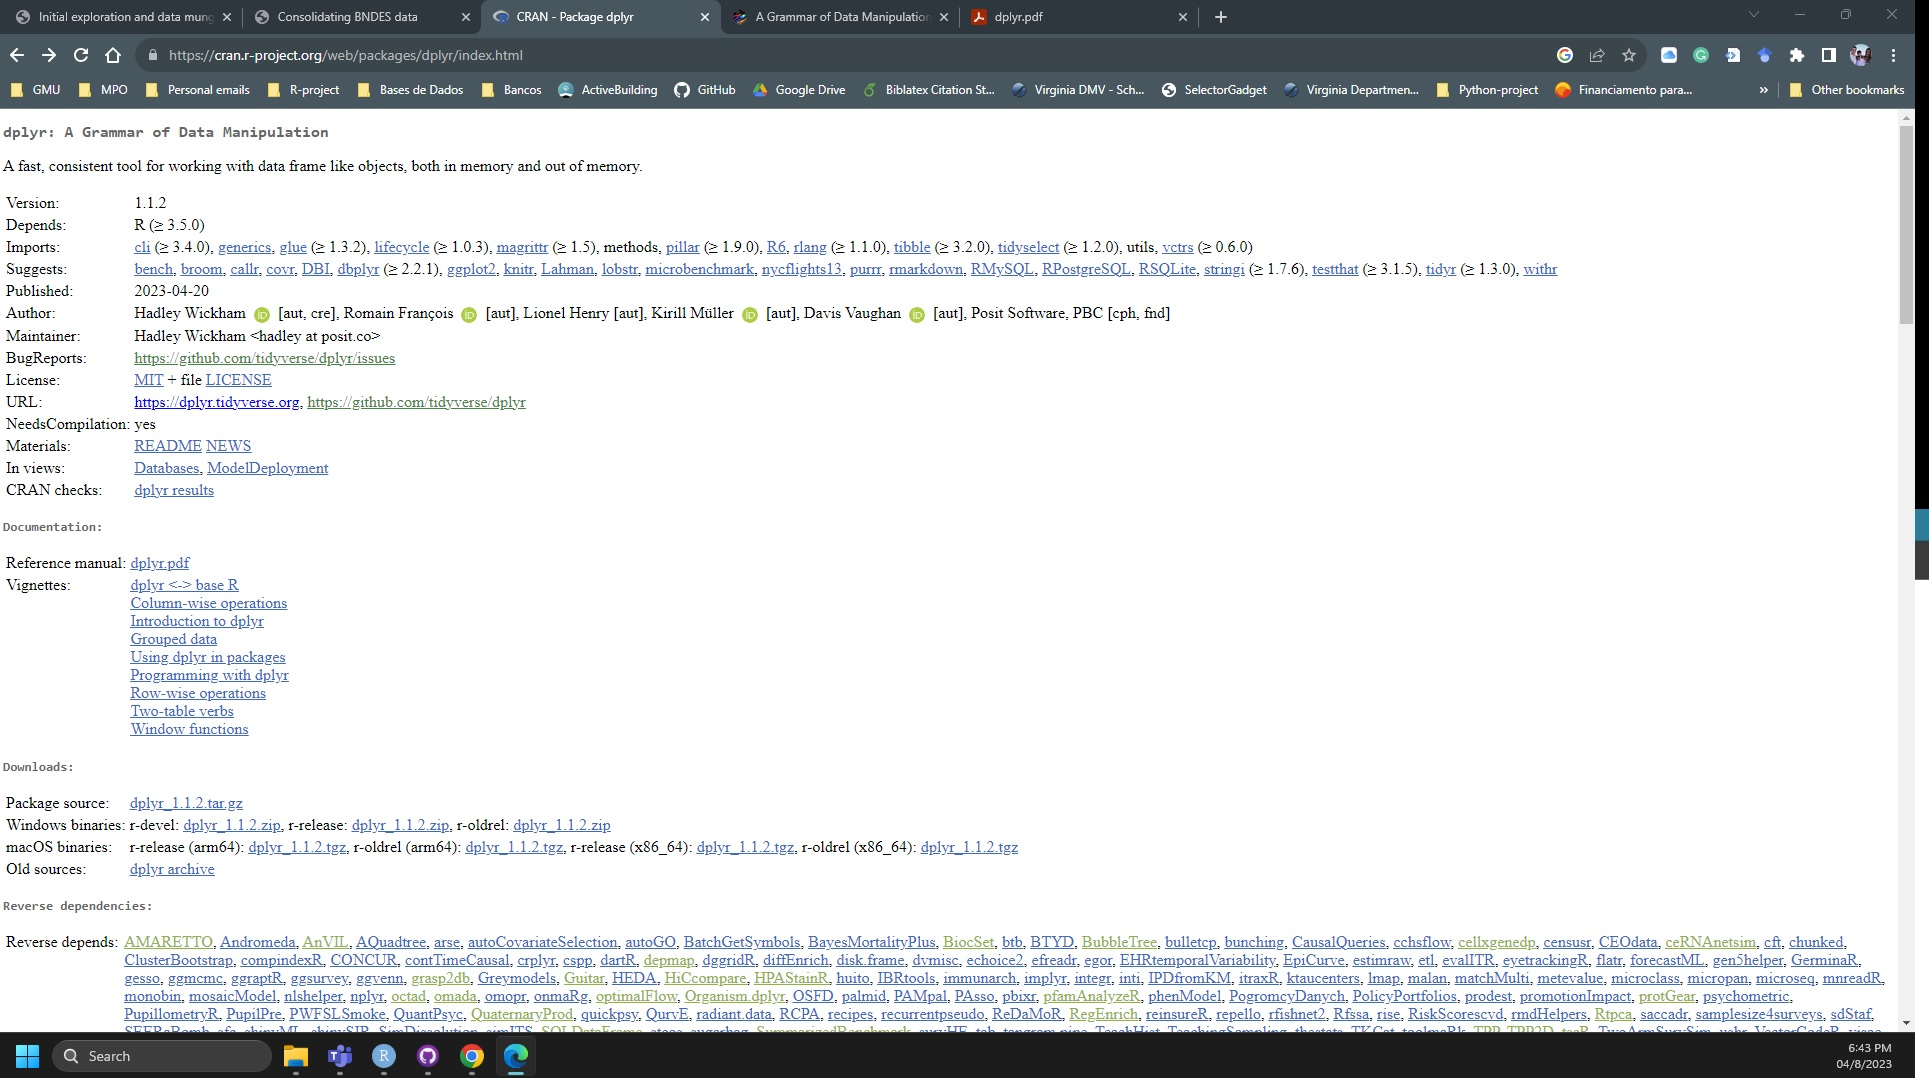 Initial exploration and data mung
Consolidating BNDES data
CRAN - Package dplyr
A Grammar of Data Manipulation
dplyr.pdf
https://cran.r-project.org/web/packages/dplyr/index.html
GMU MPO Personal emails R-project Bases de Dados Bancos ActiveBuilding GitHub Google Drive Biblatex Citation St... Virginia DMV - Sch... SelectorGadget Virginia Departmen... Python-project Financiamento para... » Other bookmarks
dplyr: A Grammar of Data Manipulation
A fast, consistent tool for working with data frame like objects, both in memory and out of memory.
Version: 1.1.2
Depends: R (≥ 3.5.0)
Imports: cli (≥ 3.4.0), generics, glue (≥ 1.3.2), lifecycle (≥ 1.0.3), magrittr (≥ 1.5), methods, pillar (≥ 1.9.0), R6, rlang (≥ 1.1.0), tibble (≥ 3.2.0), tidyselect (≥ 1.2.0), utils, vctrs (≥ 0.6.0)
Suggests: bench, broom, callr, covr, DBI, dbplyr (≥ 2.2.1), ggplot2, knitr, Lahman, lobstr, microbenchmark, nycflights13, purrr, rmarkdown, RMySQL, RPostgreSQL, RSQLite, stringi (≥ 1.7.6), testthat (≥ 3.1.5), tidyr (≥ 1.3.0), withr
Published: 2023-04-20
Author: Hadley Wickham iD [aut, cre], Romain François iD [aut], Lionel Henry [aut], Kirill Müller iD [aut], Davis Vaughan iD [aut], Posit Software, PBC [cph, fnd]
Maintainer: Hadley Wickham <hadley at posit.co>
BugReports: https://github.com/tidyverse/dplyr/issues
License: MIT + file LICENSE
URL: https://dplyr.tidyverse.org, https://github.com/tidyverse/dplyr
NeedsCompilation: yes
Materials: README NEWS
In views: Databases, ModelDeployment
CRAN checks: dplyr results
Documentation:
Reference manual: dplyr.pdf
Vignettes: dplyr <-> base R
Column-wise operations
Introduction to dplyr
Grouped data
Using dplyr in packages
Programming with dplyr
Row-wise operations
Two-table verbs
Window functions
Downloads:
Package source: dplyr_1.1.2.tar.gz
Windows binaries: r-devel: dplyr_1.1.2.zip, r-release: dplyr_1.1.2.zip, r-oldrel: dplyr_1.1.2.zip
macOS binaries: r-release (arm64): dplyr_1.1.2.tgz, r-oldrel (arm64): dplyr_1.1.2.tgz, r-release (x86_64): dplyr_1.1.2.tgz, r-oldrel (x86_64): dplyr_1.1.2.tgz
Old sources: dplyr archive
Reverse dependencies:
Reverse depends: AMARETTO, Andromeda, AnVIL, AQuadtree, arse, autoCovariateSelection, autoGO, BatchGetSymbols, BayesMortalityPlus, BiocSet, btb, BTYD, BubbleTree, bulletcp, bunching, CausalQueries, cchsflow, cellxgenedp, censusr, CEOdata, ceRNAnetsim, cft, chunked,
ClusterBootstrap, compindexR, CONCUR, contTimeCausal, crplyr, cspp, dartR, depmap, dggridR, diffEnrich, disk.frame, dvmisc, echoice2, efreadr, egor, EHRtemporalVariability, EpiCurve, estimraw, etl, evalITR, eyetrackingR, flatr, forecastML, gen5helper, GerminaR,
gesso, ggmcmc, ggraptR, ggsurvey, ggvenn, grasp2db, Greymodels, Guitar, HEDA, HiCcompare, HPAStainR, huito, IBRtools, immunarch, implyr, integr, inti, IPDfromKM, itraxR, ktaucenters, lmap, malan, matchMulti, metevalue, microclass, micropan, microseq, mnreadR,
monobin, mosaicModel, nlshelper, nplyr, octad, omada, omopr, onmaRg, optimalFlow, Organism.dplyr, OSFD, palmid, PAMpal, PAsso, pbixr, pfamAnalyzeR, phenModel, PogromcyDanych, PolicyPortfolios, prodest, promotionImpact, protGear, psychometric,
PupillometryR, PupilPre, PWFSLSmoke, QuantPsyc, QuaternaryProd, quickpsy, QurvE, radiant.data, RCPA, recipes, recurrentpseudo, ReDaMoR, RegEnrich, reinsureR, repello, rfishnet2, Rfssa, rise, RiskScorescvd, rmdHelpers, Rtpca, saccadr, samplesize4surveys, sdStaf,
Search
6:43 PM
04/8/2023